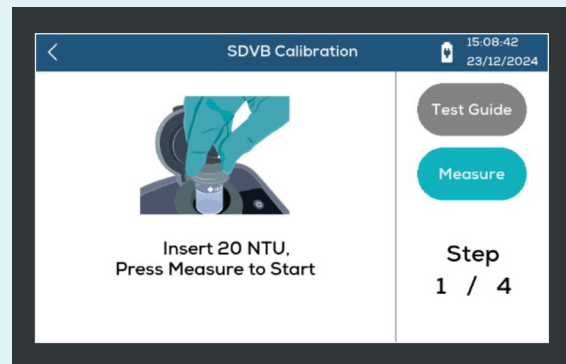 SDVB Calibration
15:08:42
23/12/2024
Test Guide
Measure
Insert 20 NTU,
Press Measure to Start
Step
1 / 4